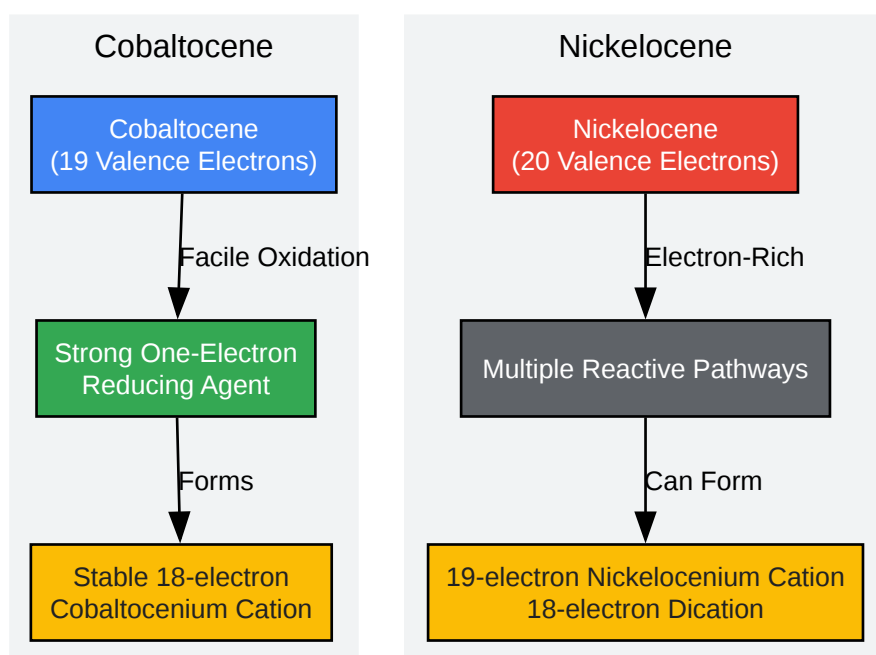 Cobaltocene
Cobaltocene
(19 Valence Electrons)
Facile Oxidation
Strong One-Electron
Reducing Agent
Forms
Stable 18-electron
Cobaltocenium Cation
Nickelocene
Nickelocene
(20 Valence Electrons)
Electron-Rich
Multiple Reactive Pathways
Can Form
19-electron Nickelocenium Cation
18-electron Dication